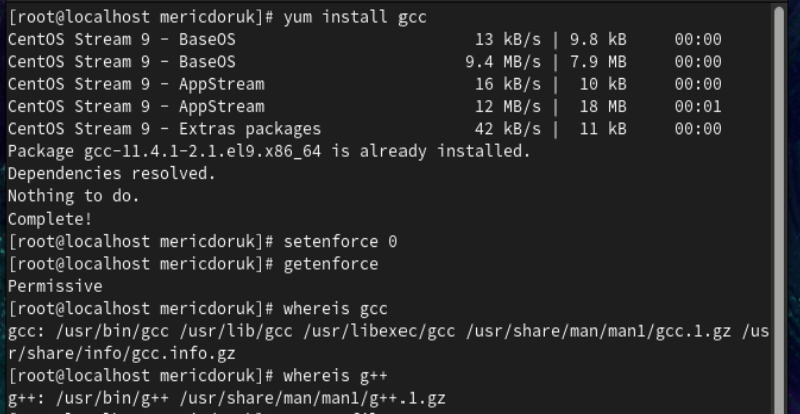 [root@localhost mericdoruk]# yum install gcc
CentOS Stream 9 - BaseOS 13 kB/s | 9.8 kB 00:00
CentOS Stream 9 - BaseOS 9.4 MB/s | 7.9 MB 00:00
CentOS Stream 9 - AppStream 16 kB/s | 10 kB 00:00
CentOS Stream 9 - AppStream 12 MB/s | 18 MB 00:01
CentOS Stream 9 - Extras packages 42 kB/s | 11 kB 00:00
Package gcc-11.4.1-2.1.el9.x86_64 is already installed.
Dependencies resolved.
Nothing to do.
Complete!
[root@localhost mericdoruk]# setenforce 0
[root@localhost mericdoruk]# getenforce
Permissive
[root@localhost mericdoruk]# whereis gcc
gcc: /usr/bin/gcc /usr/lib/gcc /usr/libexec/gcc /usr/share/man/man1/gcc.1.gz /us
r/share/info/gcc.info.gz
[root@localhost mericdoruk]# whereis g++
g++: /usr/bin/g++ /usr/share/man/man1/g++.1.gz